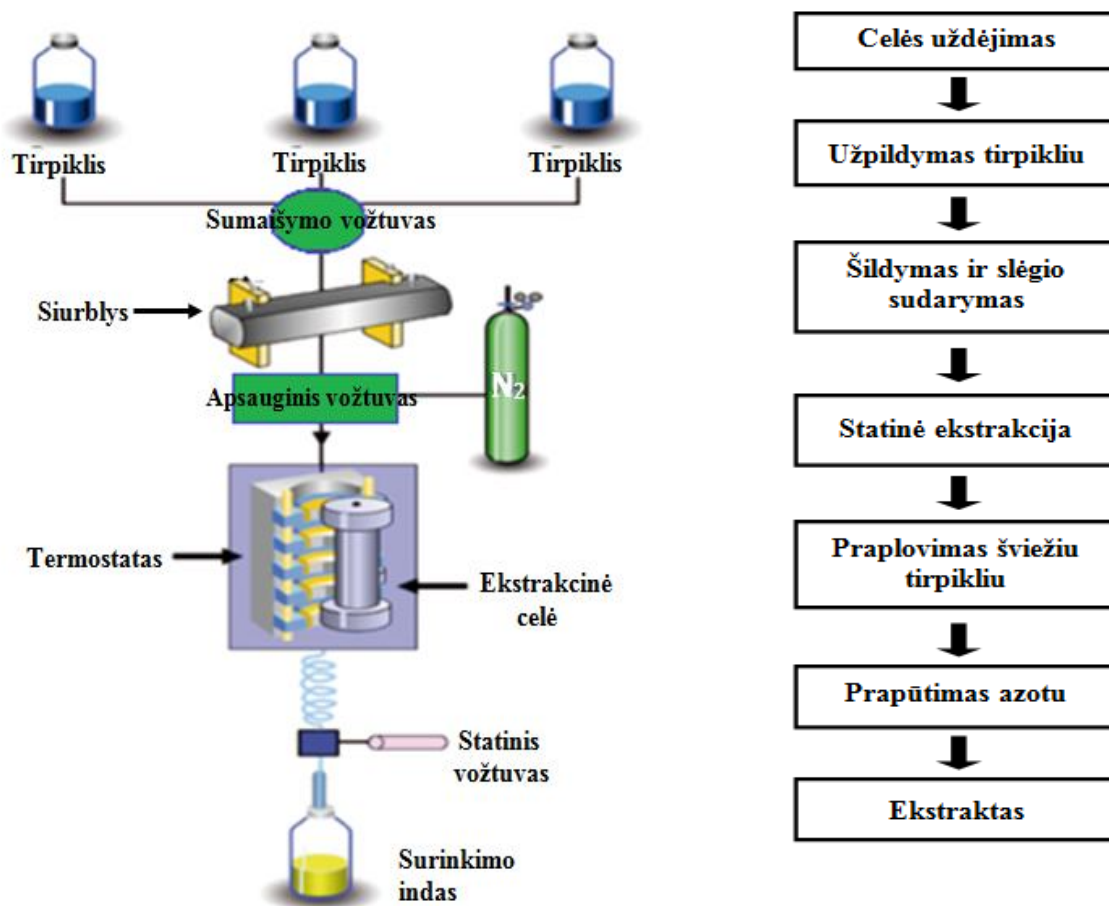 Tirpiklis
Tirpiklis
Tirpiklis
Sumaišymo vožtuvas
Siurblys
Apsauginis vožtuvas
N₂
Termostatas
Ekstrakcinė
celė
Statinis
vožtuvas
Surinkimo
indas
Celės uždėjimas
Užpildymas tirpikliu
Šildymas ir slėgio
sudarymas
Statinė ekstrakcija
Praplovimas šviežiu
tirpikliu
Prapūtimas azotu
Ekstraktas